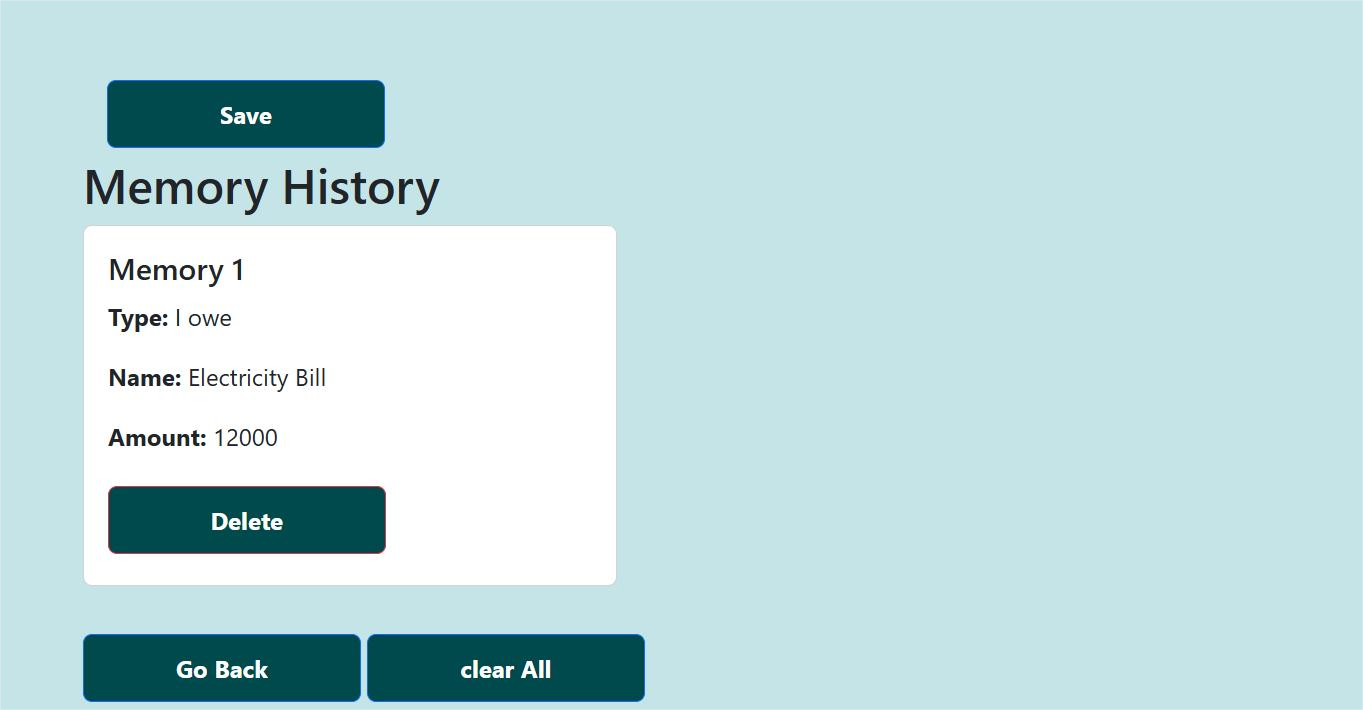 Save
Memory History
Memory 1
Type: I owe
Name: Electricity Bill
Amount: 12000
Delete
Go Back clear All